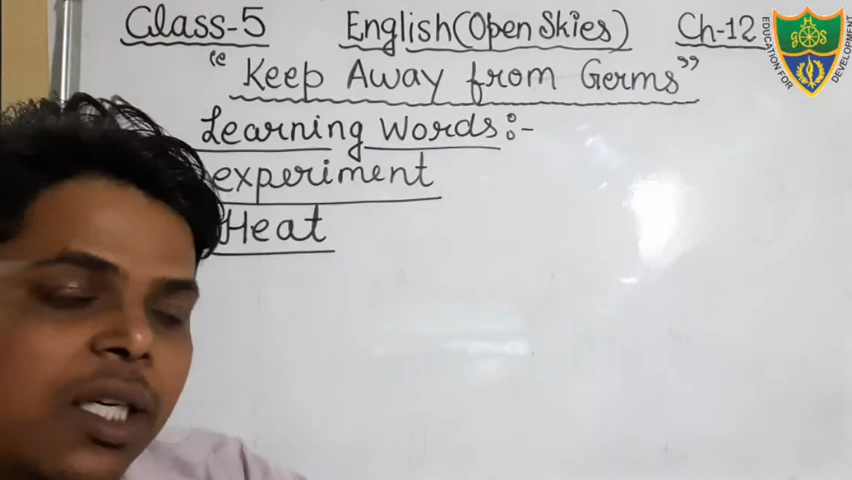 Class-5 English (Open Skies) Ch-12
"Keep Away from Germs"
Learning words:-
experiment
Heat
EDUCATION FOR DEVELOPMENT